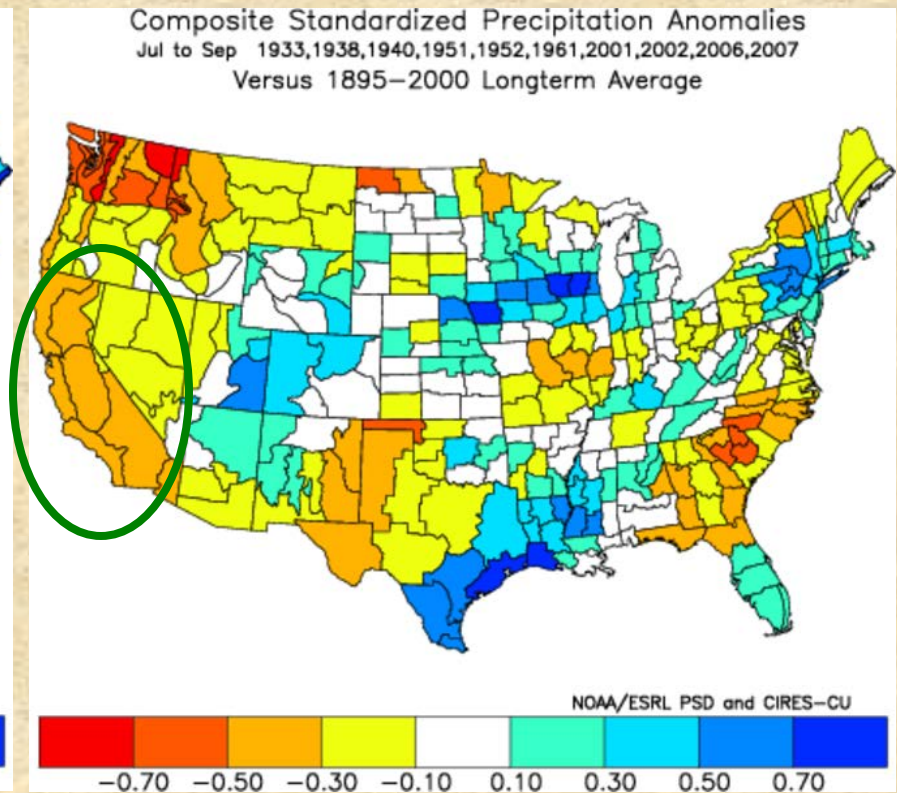 Composite Standardized Precipitation Anomalies
Jul to Sep 1933,1938,1940,1951,1952,1961,2001,2002,2006,2007
Versus 1895–2000 Longterm Average
NOAA/ESRL PSD and CIRES–CU
−0.70 −0.50 −0.30 −0.10 0.10 0.30 0.50 0.70